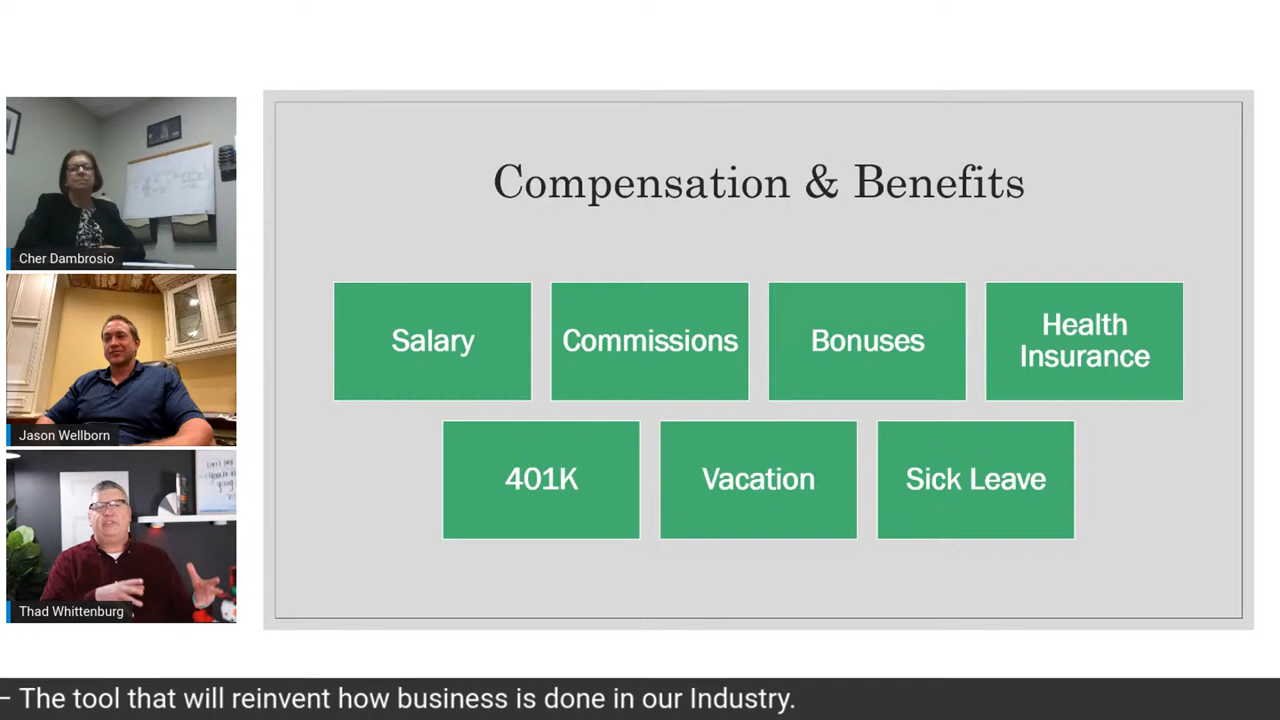 Cher Dambrosio
Jason Wellborn
Thad Whittenburg
Compensation & Benefits
Salary
Commissions
Bonuses
Health
Insurance
401K
Vacation
Sick Leave
– The tool that will reinvent how business is done in our Industry.